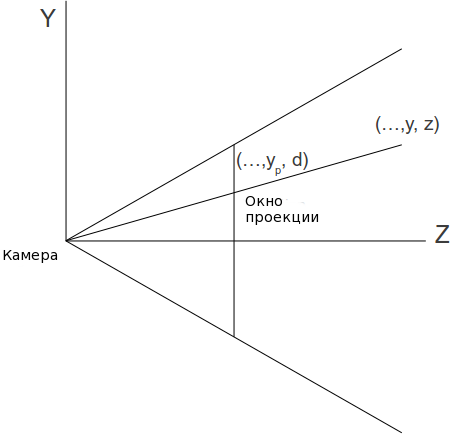 Y
(...,y, z)
(...,yp, d)
Окно
проекции
Z
Камера